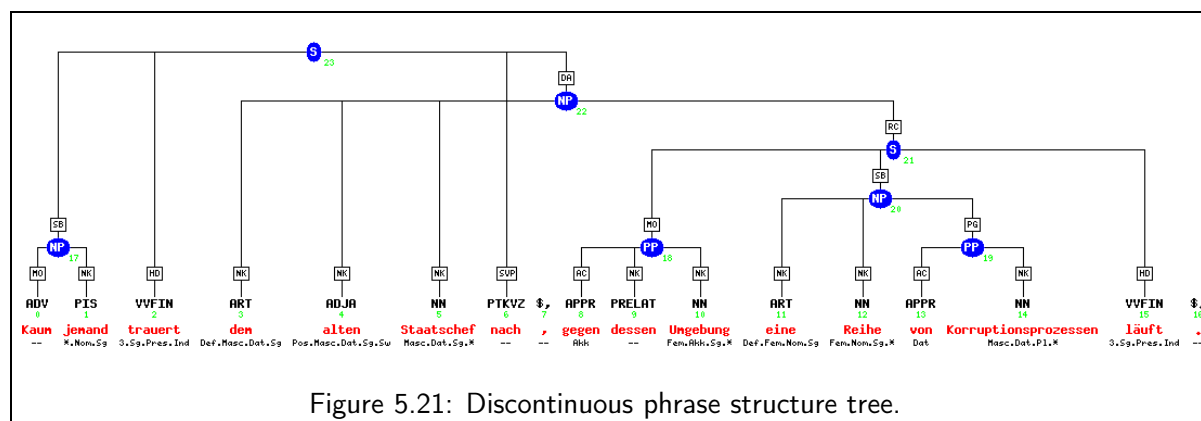 S
23
DA
NP
22
RC
S
21
SB
NP
20
SB MO PG
NP PP PP
17 18 19
MO NK HD NK NK NK SVP AC NK NK NK NK AC NK HD
ADV PIS VVFIN ART ADJA NN PTKVZ $, APPR PRELAT NN ART NN APPR NN VVFIN $.
0 1 2 3 4 5 6 7 8 9 10 11 12 13 14 15 16
Kaum jemand trauert dem alten Staatschef nach , gegen dessen Umgebung eine Reihe von Korruptionsprozessen läuft .
-- *.Nom.Sg 3.Sg.Pres.Ind Def.Masc.Dat.Sg Pos.Masc.Dat.Sg.Sw Masc.Dat.Sg.* -- -- Akk -- Fem.Akk.Sg.* Def.Fem.Nom.Sg Fem.Nom.Sg.* Dat Masc.Dat.Pl.* 3.Sg.Pres.Ind --
Figure 5.21: Discontinuous phrase structure tree.